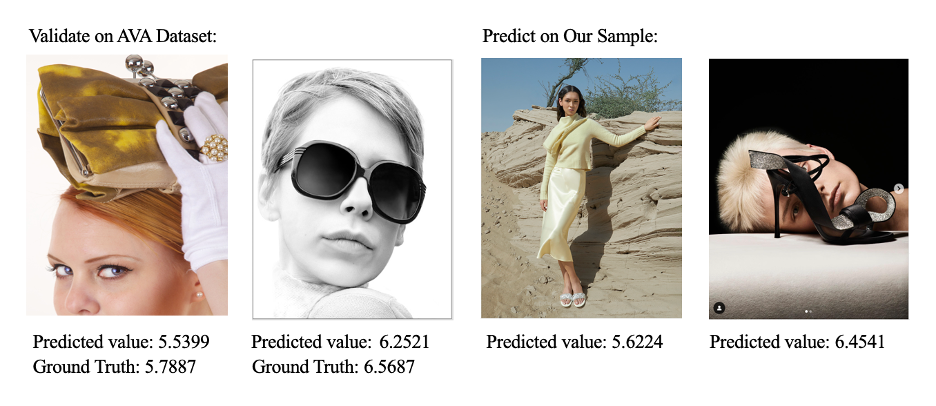 Validate on AVA Dataset:
Predict on Our Sample:
Predicted value: 5.5399
Ground Truth: 5.7887
Predicted value: 6.2521
Ground Truth: 6.5687
Predicted value: 5.6224
Predicted value: 6.4541